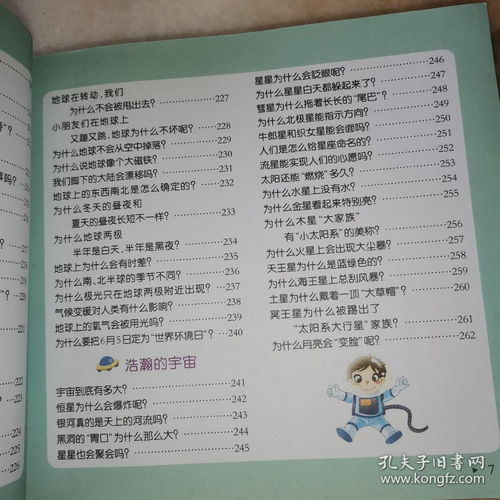 地球在转动,我们
为什么不会被甩出去? 227
小朋友们在地球上
又蹦又跳,地球为什么不坏呢? 228
为什么地球不会从空中掉落? 229
为什么说地球像个大磁铁? 230
我们脚下的大陆会漂移吗? 231
地球上的东西南北是怎么确定的? 232
为什么冬天的昼夜和
夏天的昼夜长短不一样? 233
为什么地球两极
半年是白天,半年是黑夜? 234
地球上为什么会有时差? 235
为什么南、北半球的季节不同? 236
为什么极光只在地球两极附近出现? 237
气候变暖对人类有什么影响? 238
地球上的氧气会被用光吗? 239
为什么要把6月5日定为“世界环境日”? 240
浩瀚的宇宙
宇宙到底有多大? 241
恒星为什么会爆炸呢? 242
银河真的是天上的河流吗? 243
黑洞的“胃口”为什么那么大? 244
星星也会聚会吗? 245
星星为什么会眨眼呢? 246
为什么星星白天都躲起来了? 247
彗星为什么拖着长长的“尾巴”? 248
为什么北极星能指示方向? 249
牛郎星和织女星能会面吗? 250
人们是怎么给星座命名的? 251
流星能实现人们的心愿吗? 252
太阳还能“燃烧”多久? 253
为什么水星上没有水? 254
为什么金星看起来特别亮? 255
为什么木星“大家族”
有“小太阳系”的美称? 256
为什么火星上会出现大尘暴? 257
天王星为什么是蓝绿色的? 258
为什么海王星上总刮风暴? 259
土星为什么戴着一顶“大草帽”? 260
冥王星为什么被踢出了
“太阳系大行星”家族? 261
为什么月亮会“变脸”呢? 262
7
224
225
226
孔夫子旧书网
www.kongfz.com